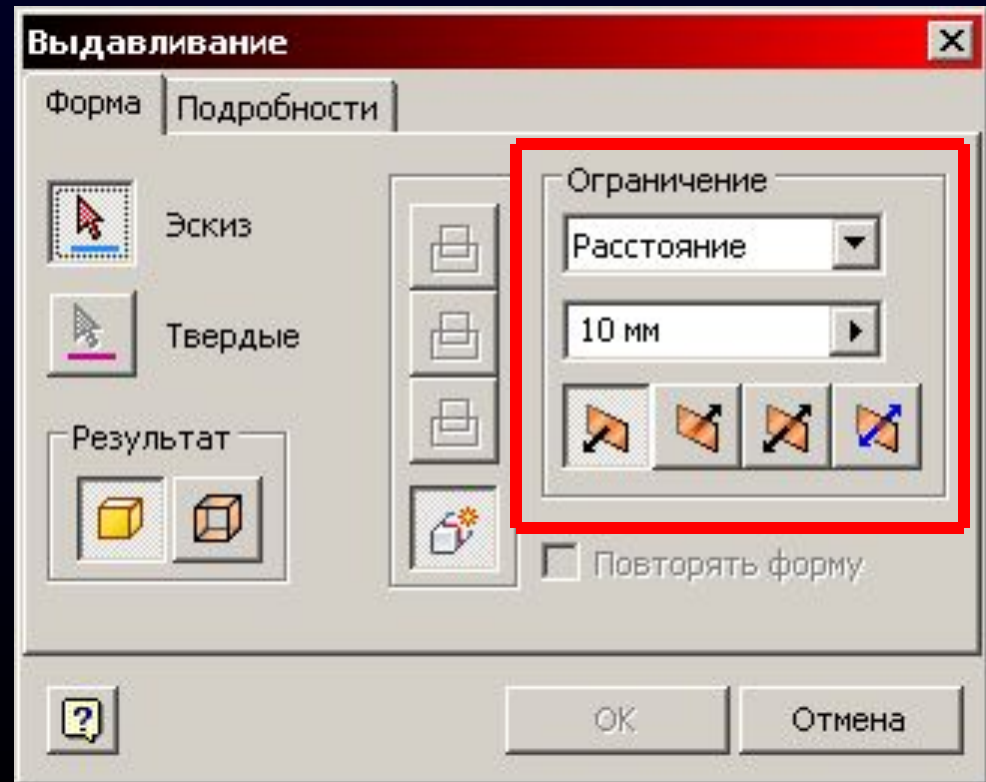 Выдавливание
Форма
Подробности
Эскиз
Твердые
Результат
Ограничение
Расстояние
10 мм
Повторять форму
?
OK
Отмена